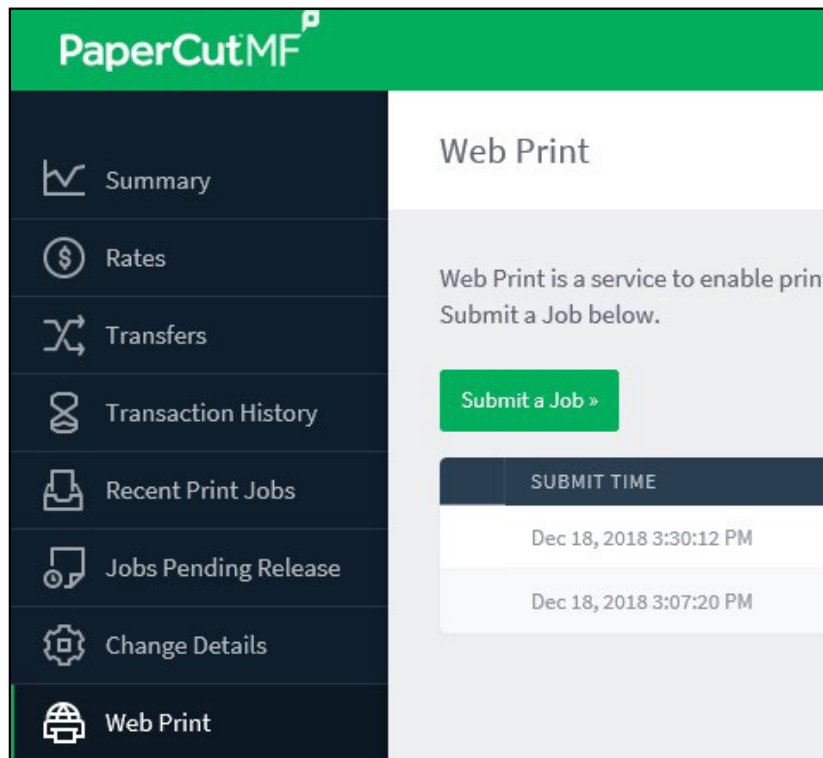 PaperCutMF
Summary
Rates
Transfers
Transaction History
Recent Print Jobs
Jobs Pending Release
Change Details
Web Print
Web Print
Web Print is a service to enable prin
Submit a Job below.
Submit a Job »
SUBMIT TIME
Dec 18, 2018 3:30:12 PM
Dec 18, 2018 3:07:20 PM